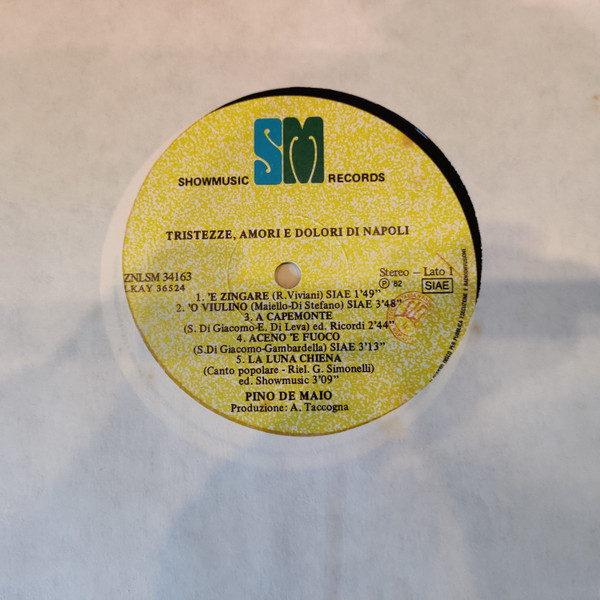 SM
SHOWMUSIC RECORDS
TRISTEZZE, AMORI E DOLORI DI NAPOLI
ZNLSM 34163
LKAY 36524
Stereo – Lato 1
Ⓟ '82 SIAE
1. 'E ZINGARE (R.Viviani) SIAE 1'49"
2. 'O VIULINO (Maiello-Di Stefano) SIAE 3'48"
3. A CAPEMONTE
(S. Di Giacomo-E. Di Leva) ed. Ricordi 2'44"
4. ACENO 'E FUOCO
(S.Di Giacomo-Gambardella) SIAE 3'13"
5. LA LUNA CHIENA
(Canto popolare - Riel. G. Simonelli)
ed. Showmusic 3'09"
PINO DE MAIO
Produzione: A. Taccogna